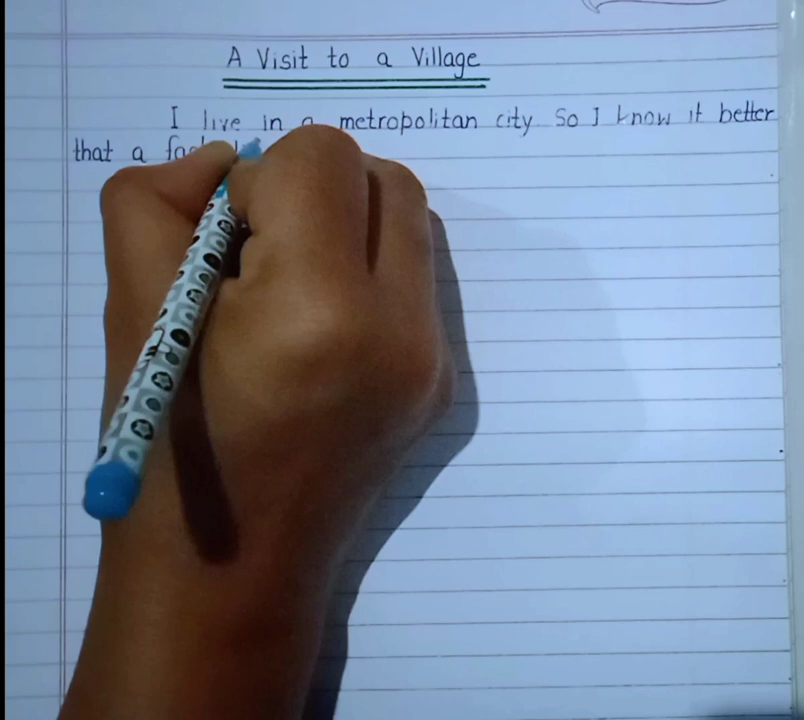 A Visit to a Village
I live in a metropolitan city So I know it better
that a